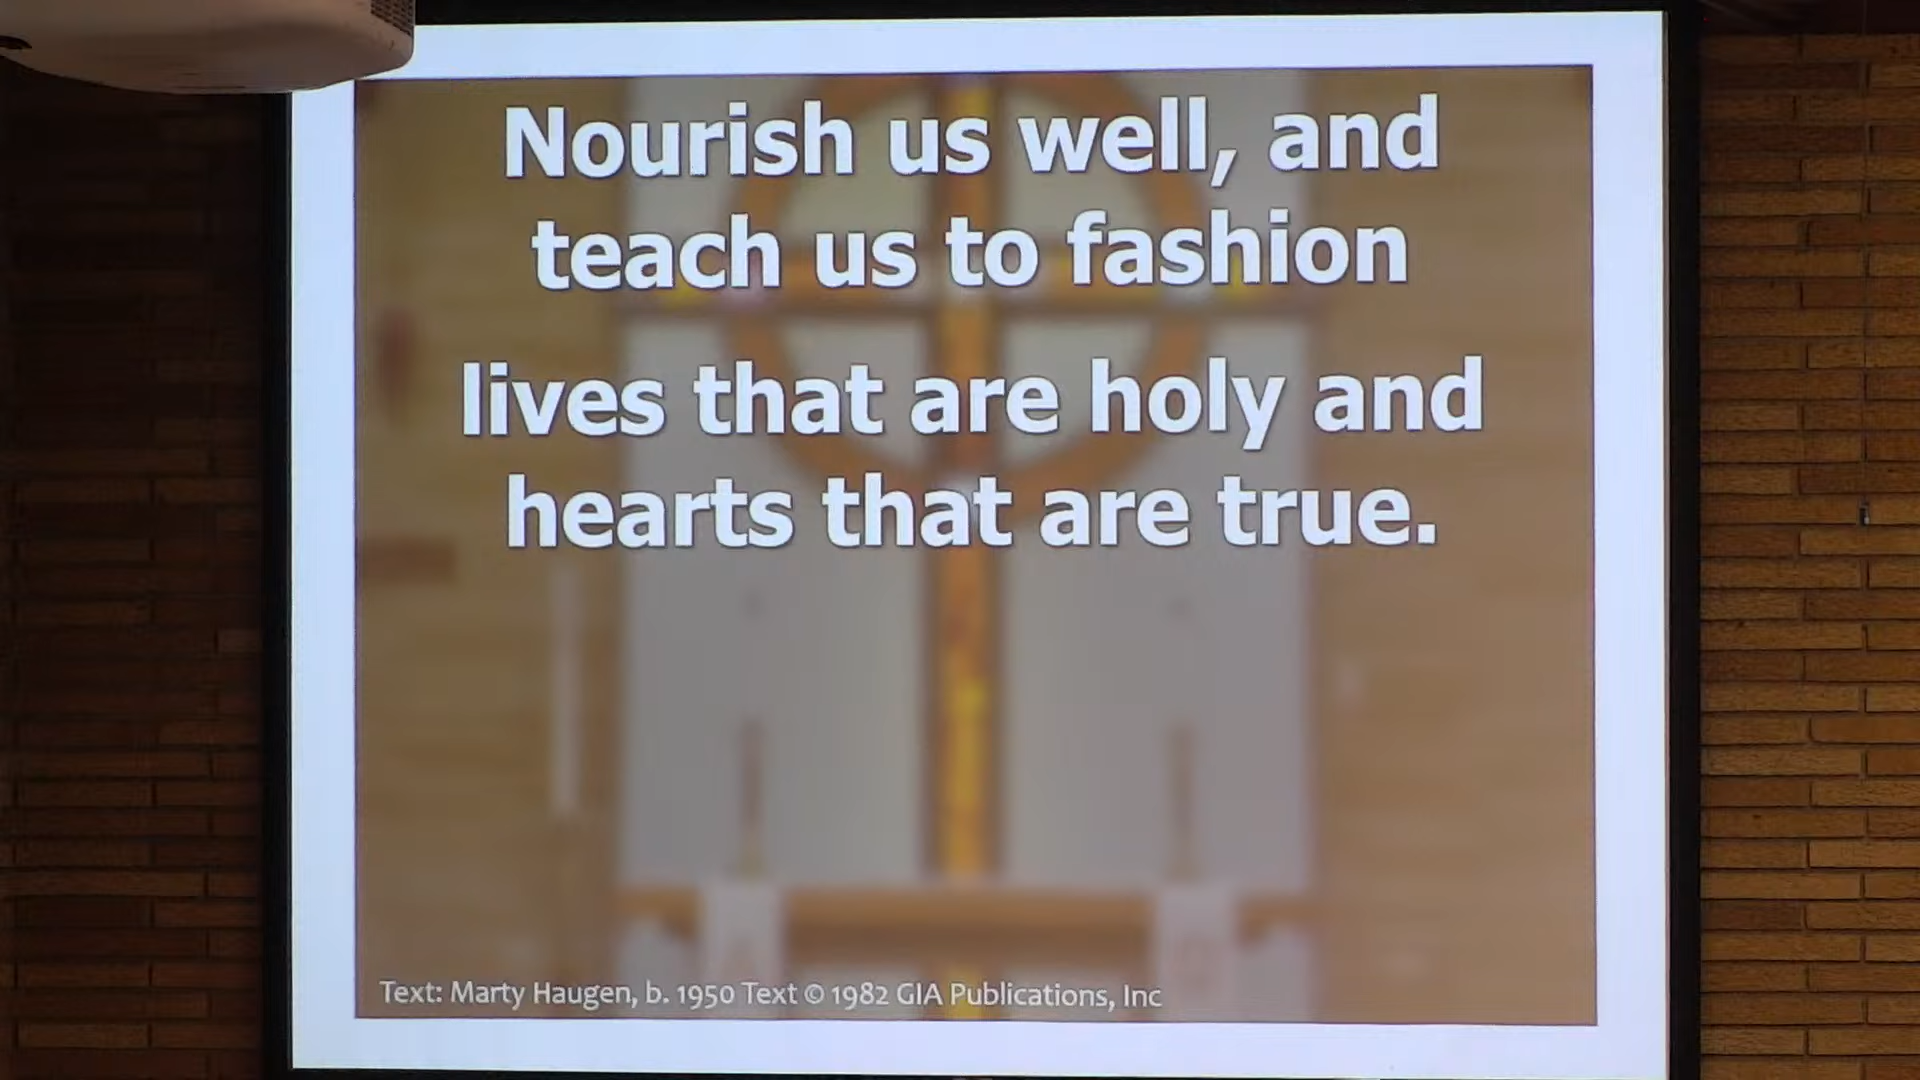 Nourish us well, and
teach us to fashion
lives that are holy and
hearts that are true.
Text: Marty Haugen, b. 1950 Text © 1982 GIA Publications, Inc